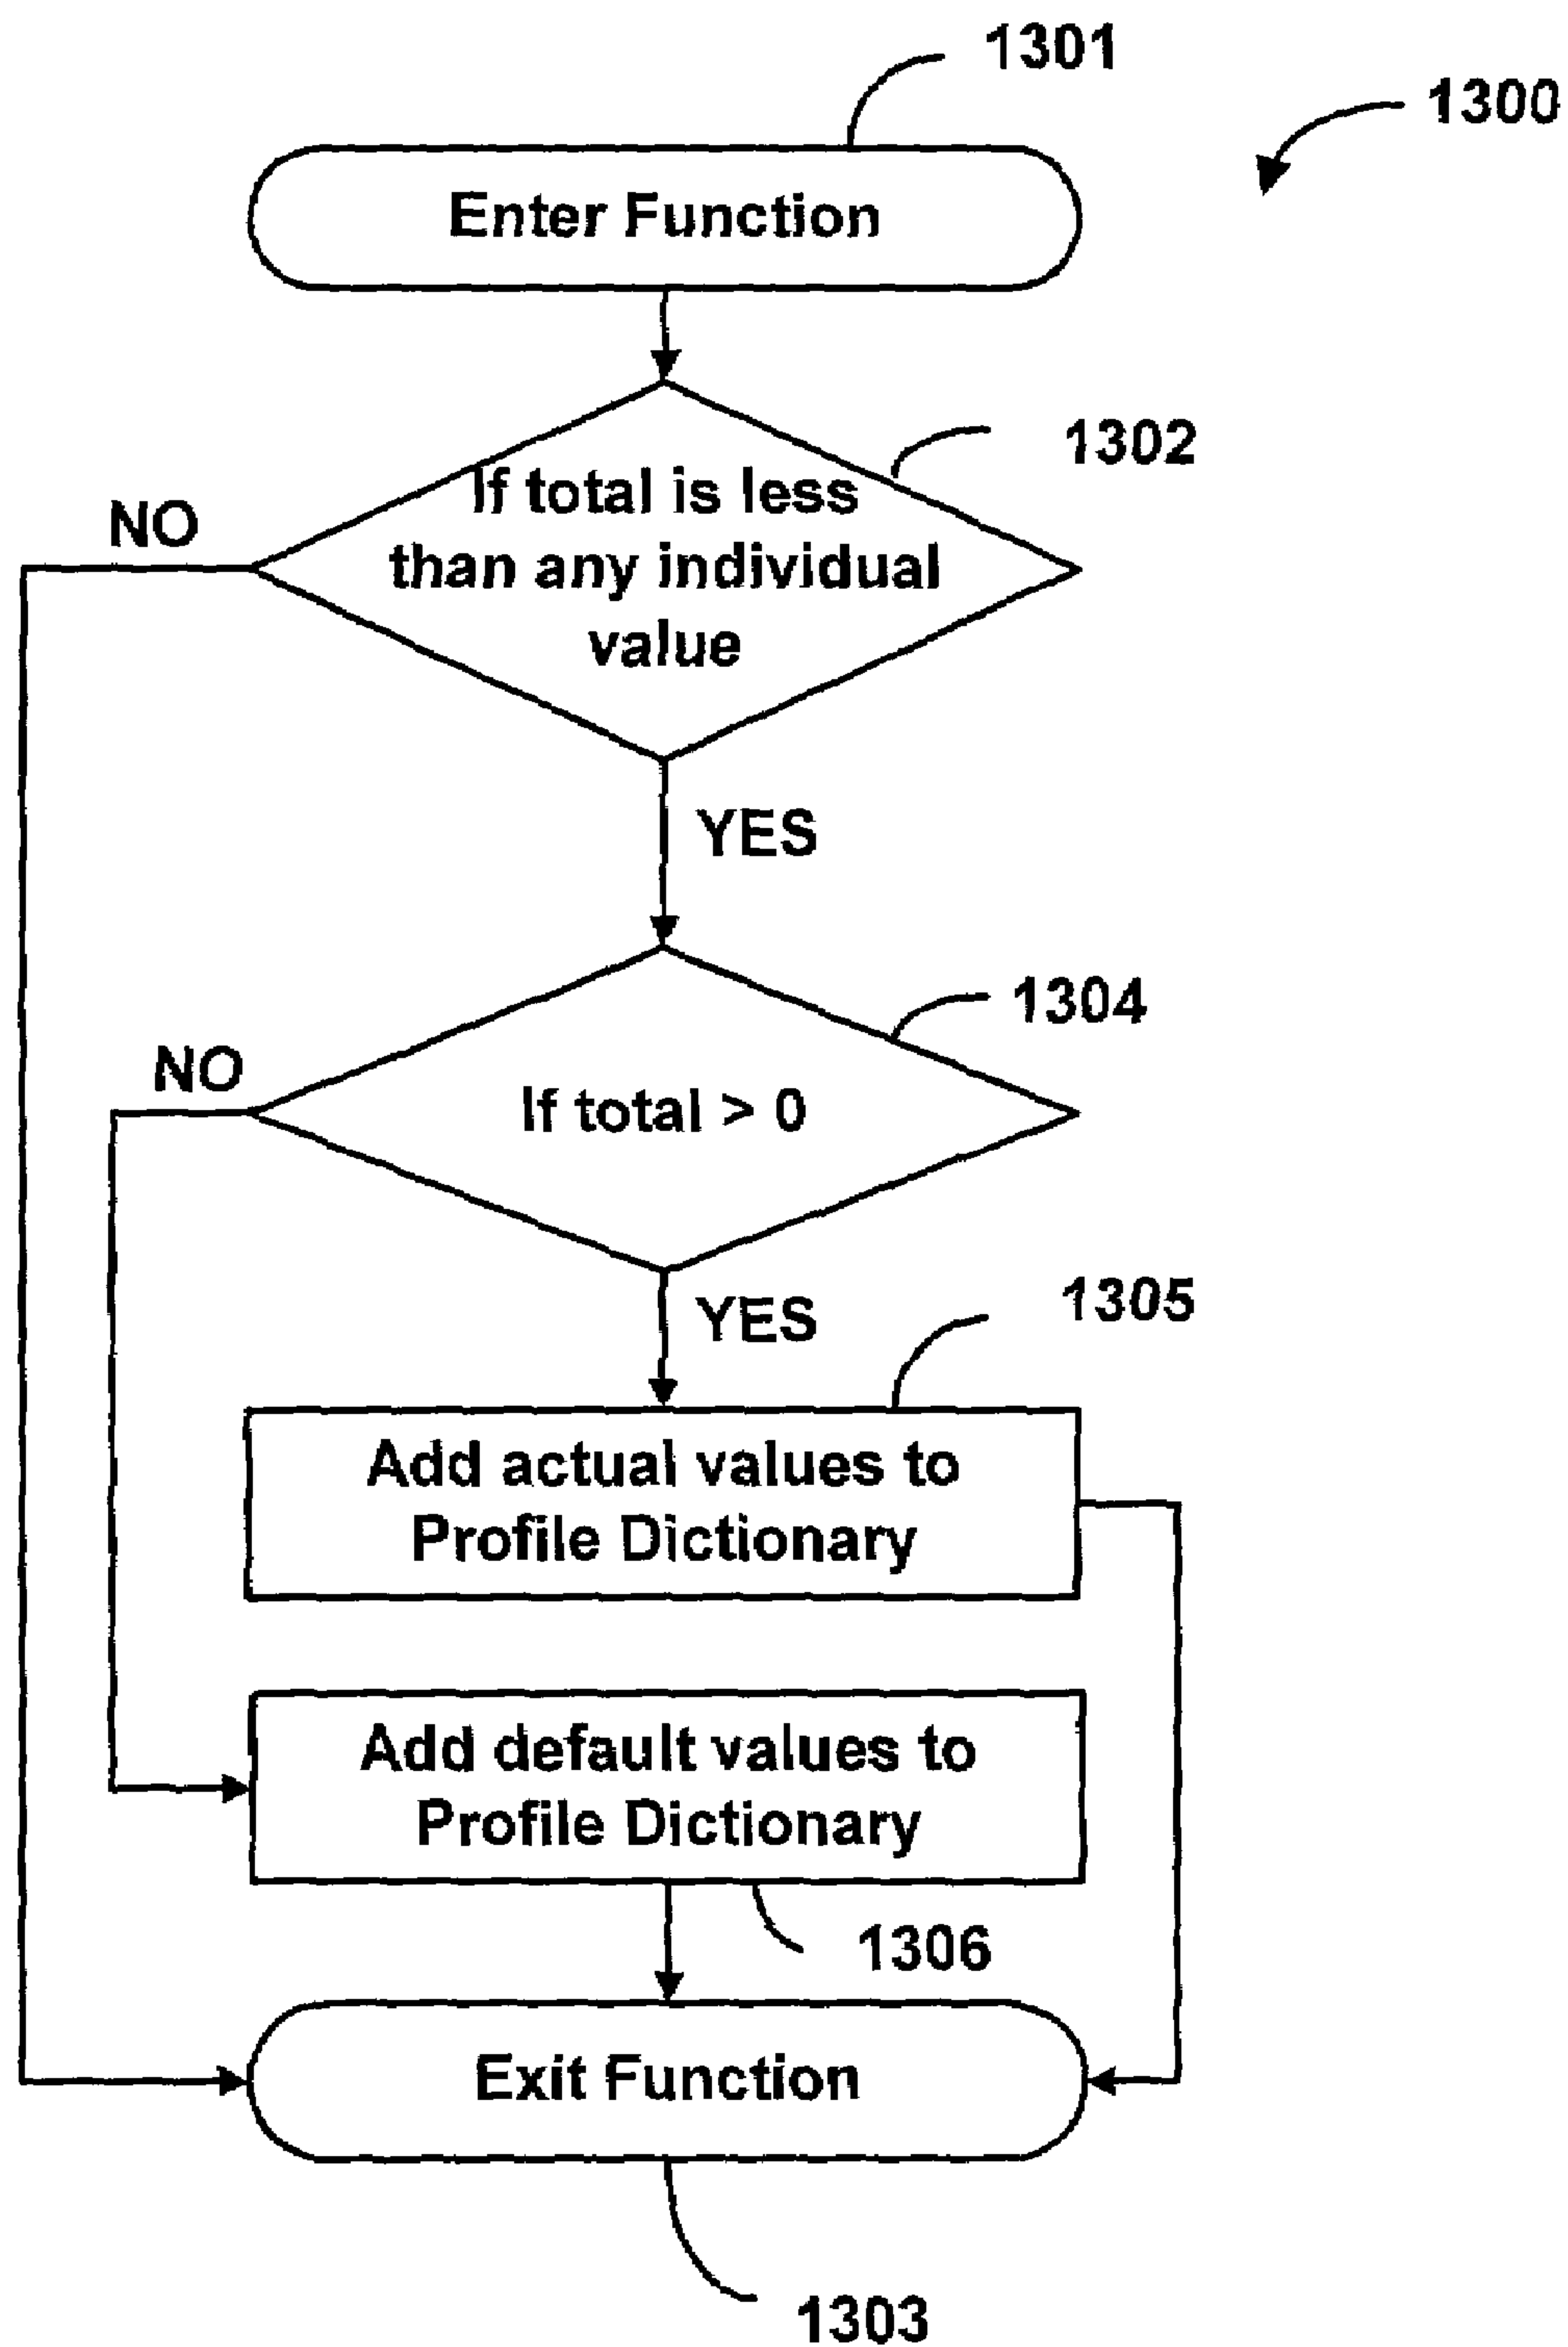 1301
1300
Enter Function
1302
If total is less
than any individual
value
NO
YES
1304
NO
If total > 0
YES
1305
Add actual values to
Profile Dictionary
Add default values to
Profile Dictionary
1306
Exit Function
1303